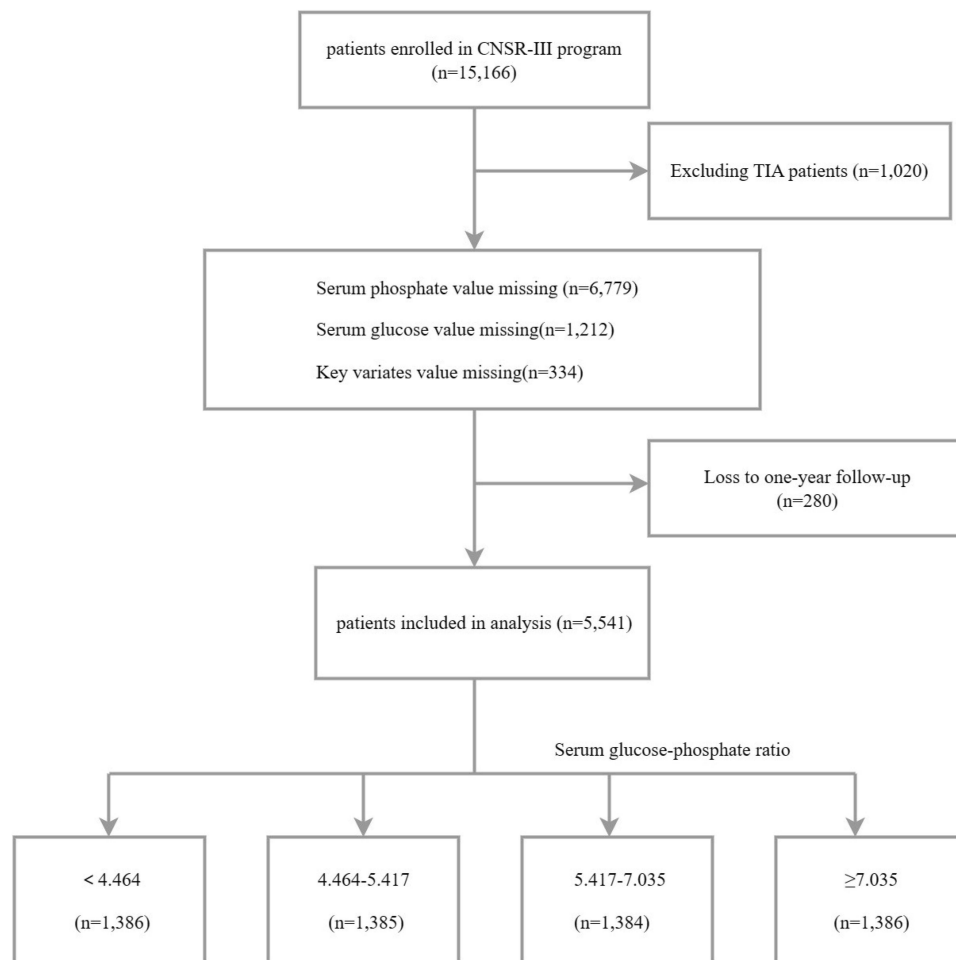 patients enrolled in CNSR-III program
(n=15,166)
Excluding TIA patients (n=1,020)
Serum phosphate value missing (n=6,779)
Serum glucose value missing(n=1,212)
Key variates value missing(n=334)
Loss to one-year follow-up
(n=280)
patients included in analysis (n=5,541)
Serum glucose-phosphate ratio
< 4.464
(n=1,386)
4.464-5.417
(n=1,385)
5.417-7.035
(n=1,384)
≥7.035
(n=1,386)